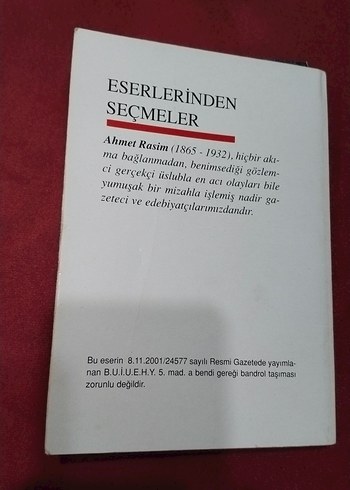 ESERLERİNDEN
SEÇMELER
Ahmet Rasim (1865 - 1932), hiçbir akı-
ma bağlanmadan, benimsediği gözlem-
ci gerçekçi üslubla en acı olayları bile
yumuşak bir mizahla işlemiş nadir ga-
zeteci ve edebiyatçılarımızdandır.
Bu eserin 8.11.2001/24577 sayılı Resmi Gazetede yayımla-
nan B.U.İ.U.E.H.Y. 5. mad. a bendi gereği bandrol taşıması
zorunlu değildir.